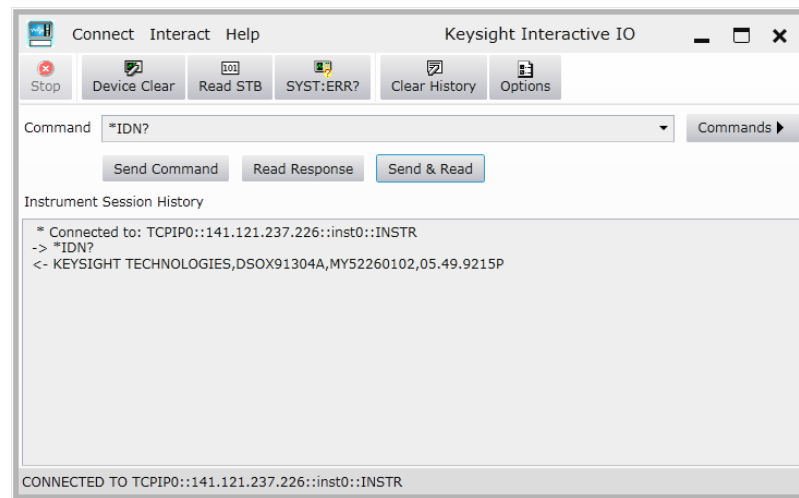 Connect Interact Help Keysight Interactive IO
Stop Device Clear Read STB SYST:ERR? Clear History Options
Command *IDN? Commands
Send Command Read Response Send & Read
Instrument Session History
* Connected to: TCPIP0::141.121.237.226::inst0::INSTR
-> *IDN?
<- KEYSIGHT TECHNOLOGIES,DSOX91304A,MY52260102,05.49.9215P
CONNECTED TO TCPIP0::141.121.237.226::inst0::INSTR